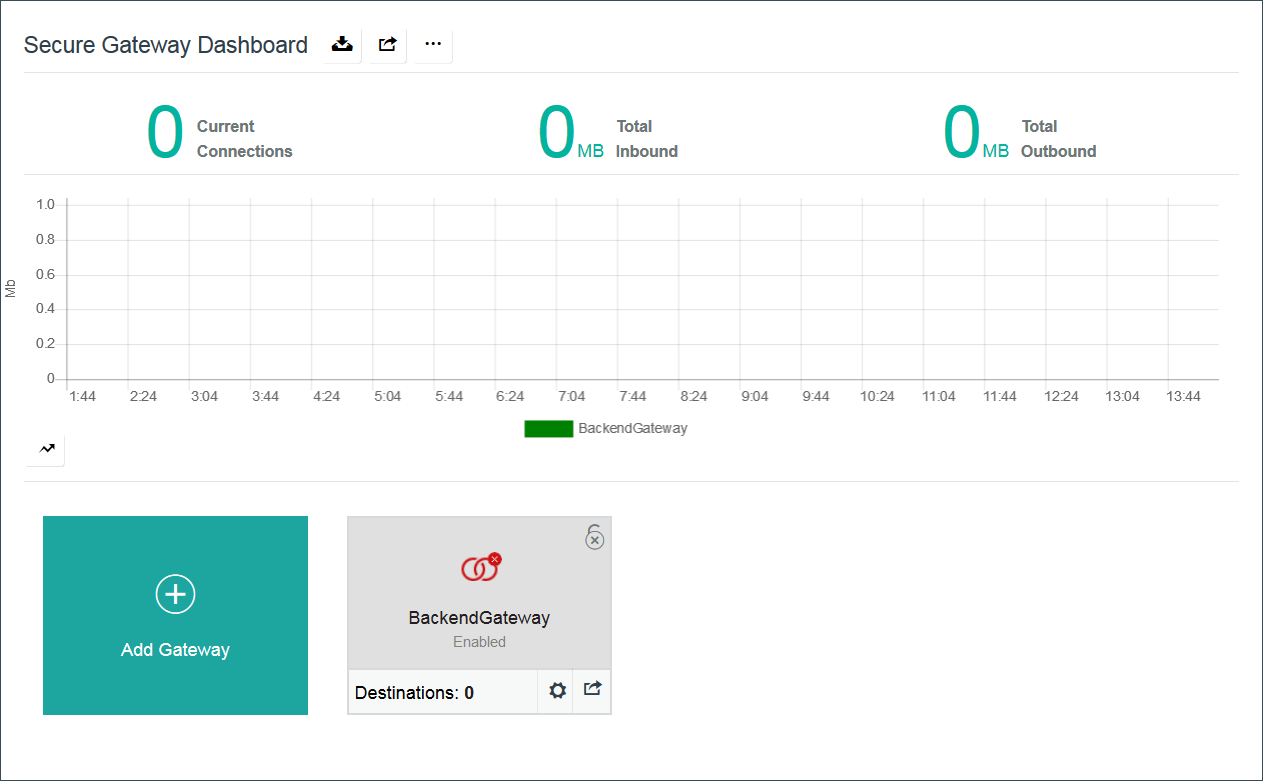 Secure Gateway Dashboard
0 Current Connections
0 MB Total Inbound
0 MB Total Outbound
Mb
1.0
0.8
0.6
0.4
0.2
0
1:44 2:24 3:04 3:44 4:24 5:04 5:44 6:24 7:04 7:44 8:24 9:04 9:44 10:24 11:04 11:44 12:24 13:04 13:44
BackendGateway
Add Gateway
BackendGateway
Enabled
Destinations: 0